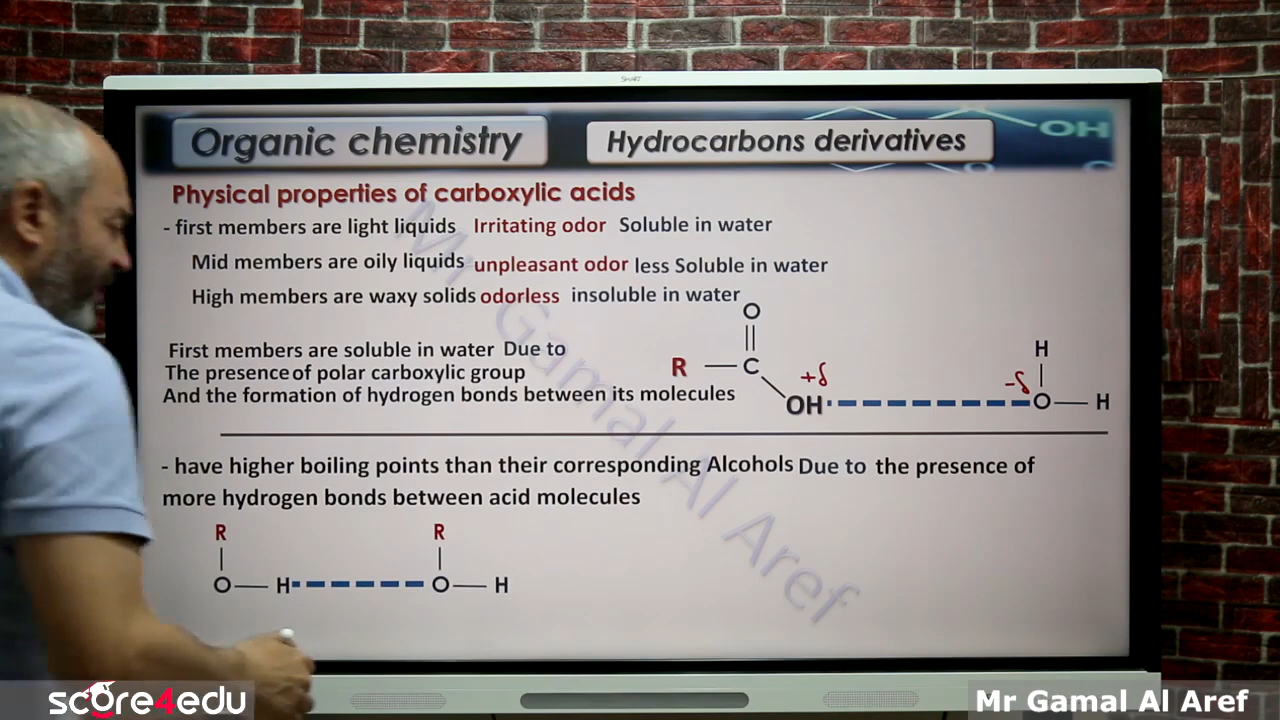 SMART
Organic chemistry
Hydrocarbons derivatives
OH
O
Physical properties of carboxylic acids
- first members are light liquids Irritating odor Soluble in water
Mid members are oily liquids unpleasant odor less Soluble in water
High members are waxy solids odorless insoluble in water
First members are soluble in water Due to
The presence of polar carboxylic group
And the formation of hydrogen bonds between its molecules
O
R — C
OH
+δ
-δ
H
O — H
- have higher boiling points than their corresponding Alcohols Due to the presence of
more hydrogen bonds between acid molecules
R R
O — H O — H
Mr Gamal Al Aref
score4edu
Mr Gamal Al Aref